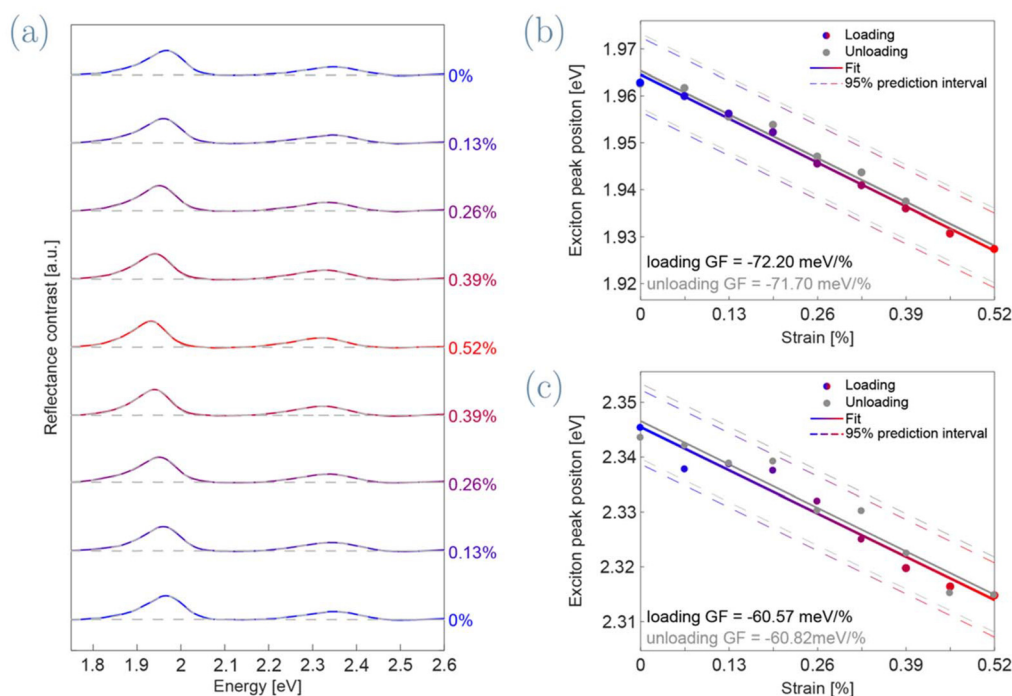 (a)
Reflectance contrast [a.u.]
0%
0.13%
0.26%
0.39%
0.52%
0.39%
0.26%
0.13%
0%
1.8 1.9 2 2.1 2.2 2.3 2.4 2.5 2.6
Energy [eV]
(b)
Exciton peak positon [eV]
1.97
1.96
1.95
1.94
1.93
1.92
Loading
Unloading
Fit
95% prediction interval
loading GF = -72.20 meV/%
unloading GF = -71.70 meV/%
0 0.13 0.26 0.39 0.52
Strain [%]
(c)
Exciton peak positon [eV]
2.35
2.34
2.33
2.32
2.31
Loading
Unloading
Fit
95% prediction interval
loading GF = -60.57 meV/%
unloading GF = -60.82meV/%
0 0.13 0.26 0.39 0.52
Strain [%]